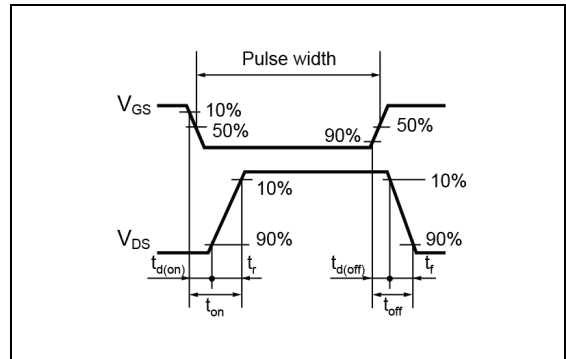 Pulse width
VGS
10%
50%
90%
50%
10%
10%
VDS
90%
90%
td(on)
tr
td(off)
tf
ton
toff